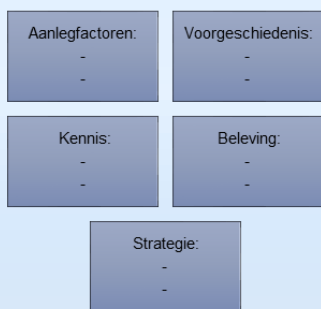 Aanlegfactoren:
-
-
Voorgeschiedenis:
-
-
Kennis:
-
-
Beleving:
-
-
Strategie:
-
-